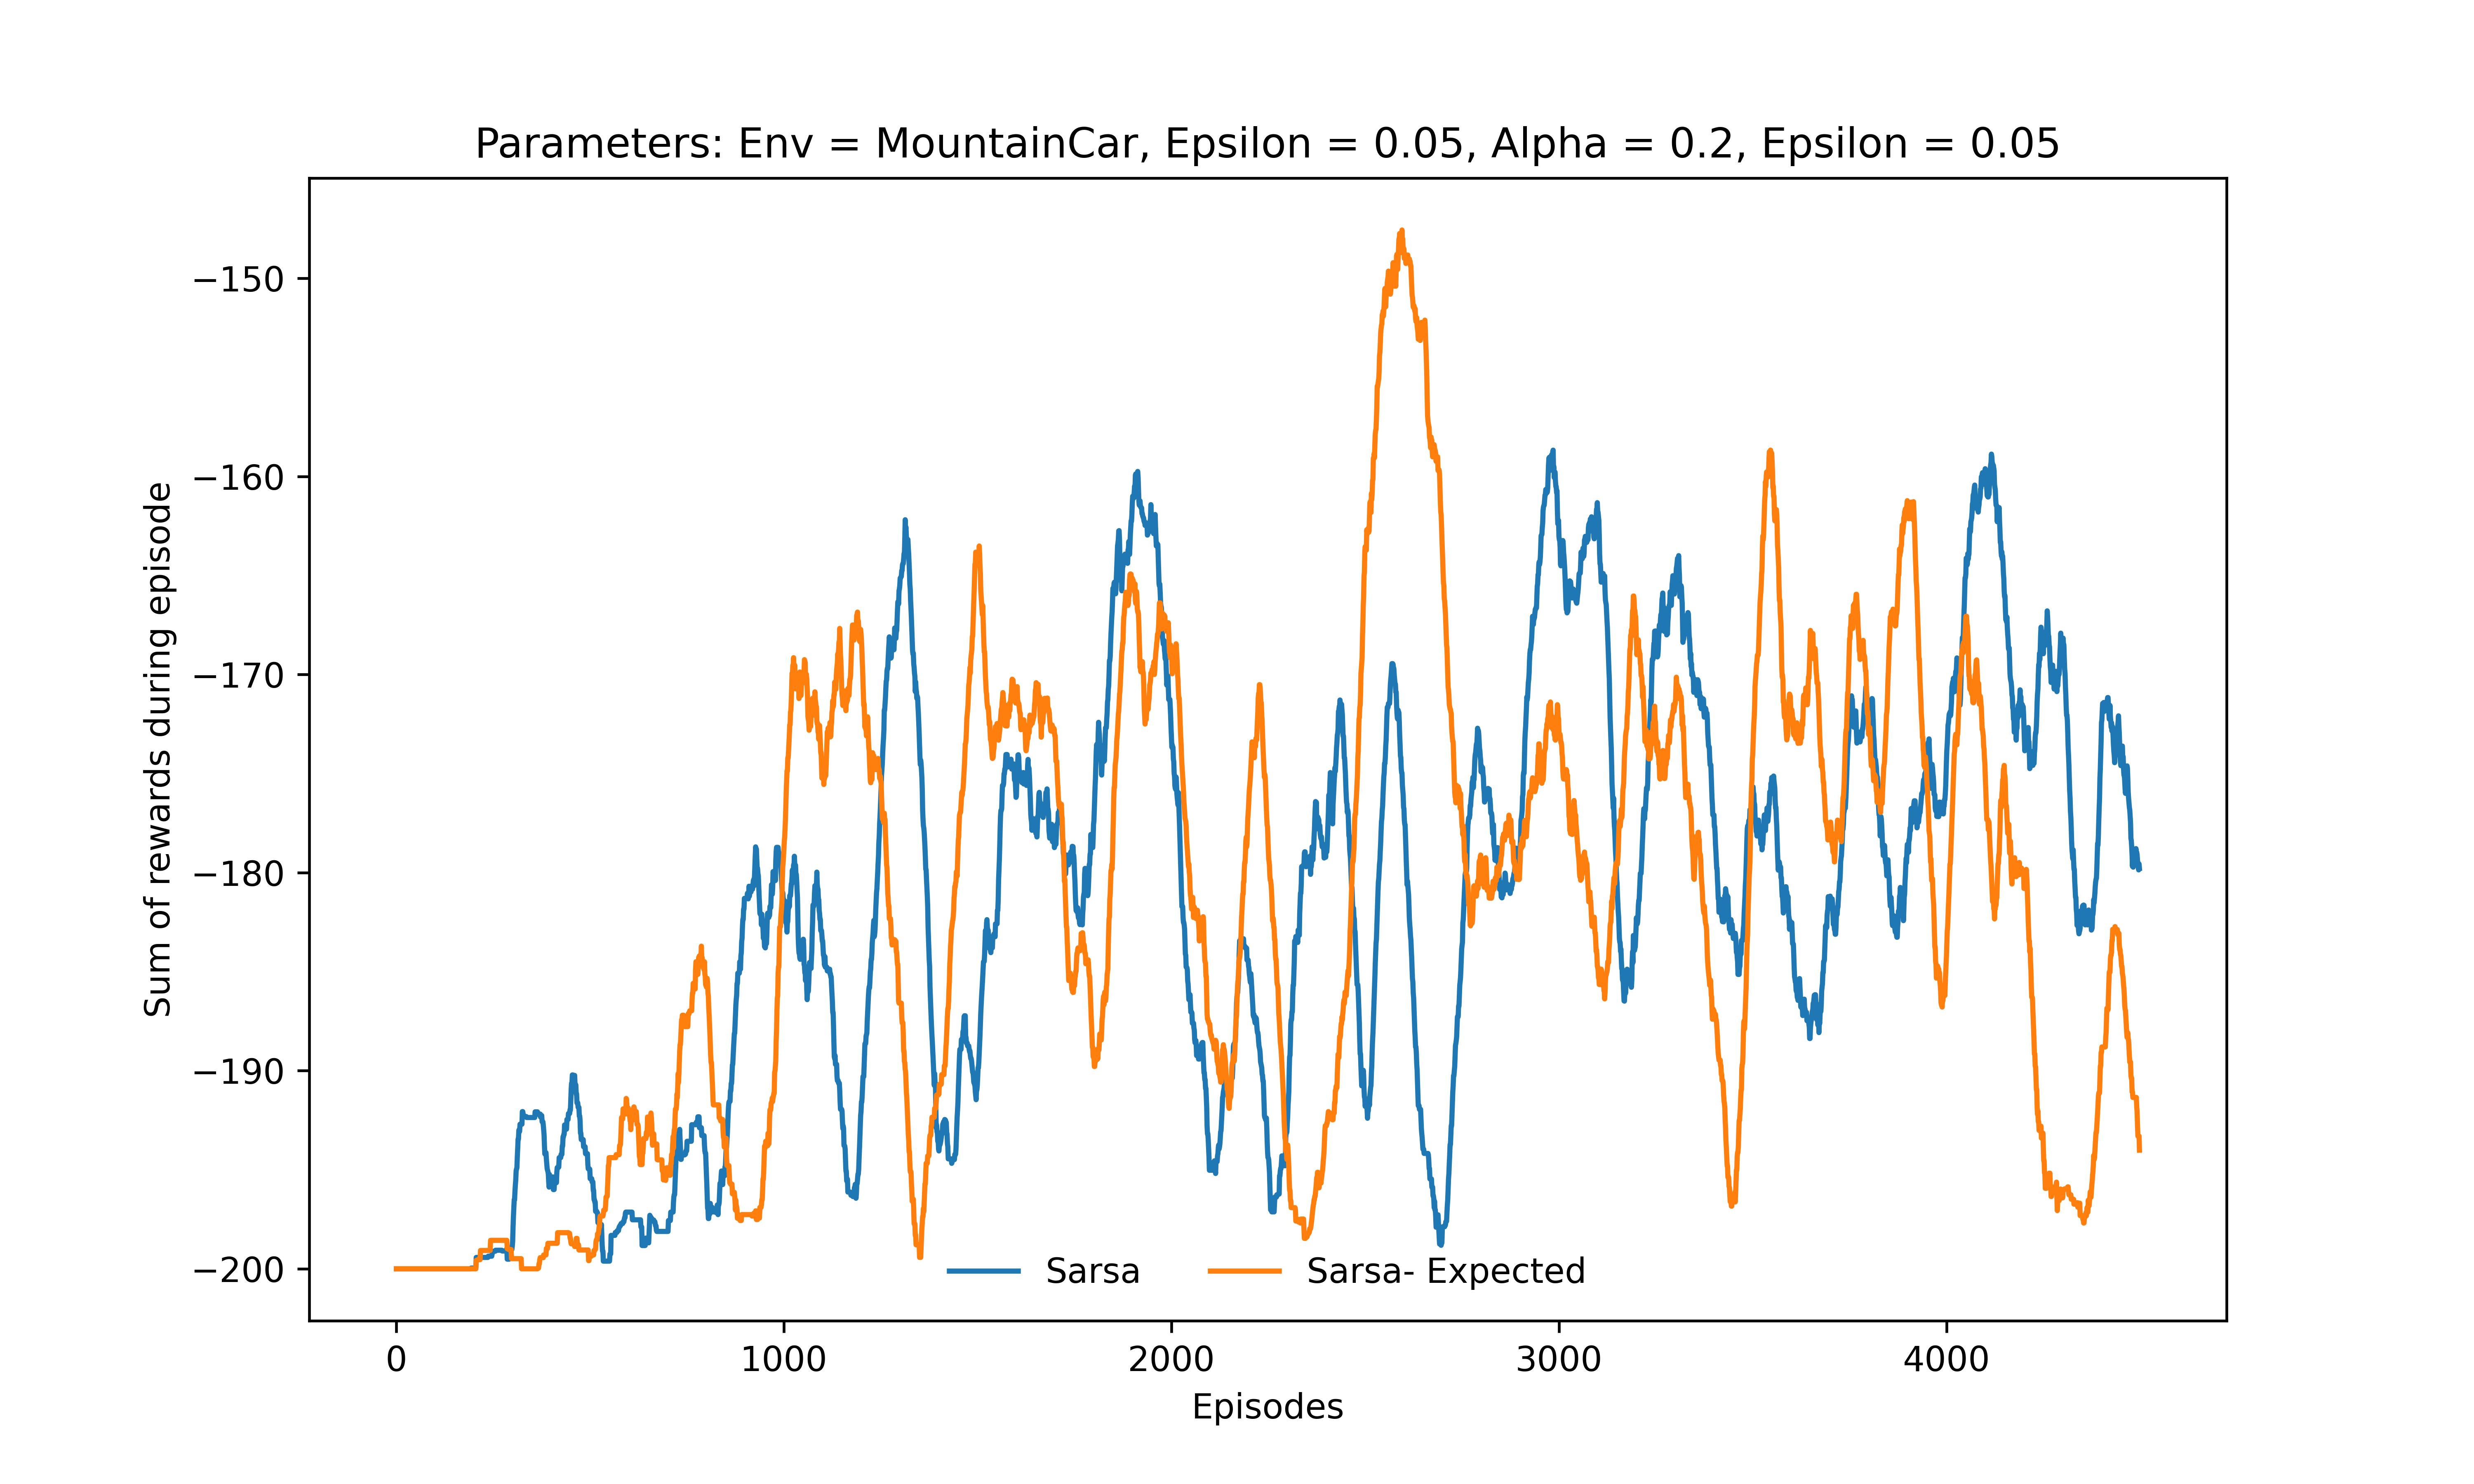 Parameters: Env = MountainCar, Epsilon = 0.05, Alpha = 0.2, Epsilon = 0.05
Sum of rewards during episode
−150
−160
−170
−180
−190
−200
Sarsa
Sarsa- Expected
0
1000
2000
3000
4000
Episodes